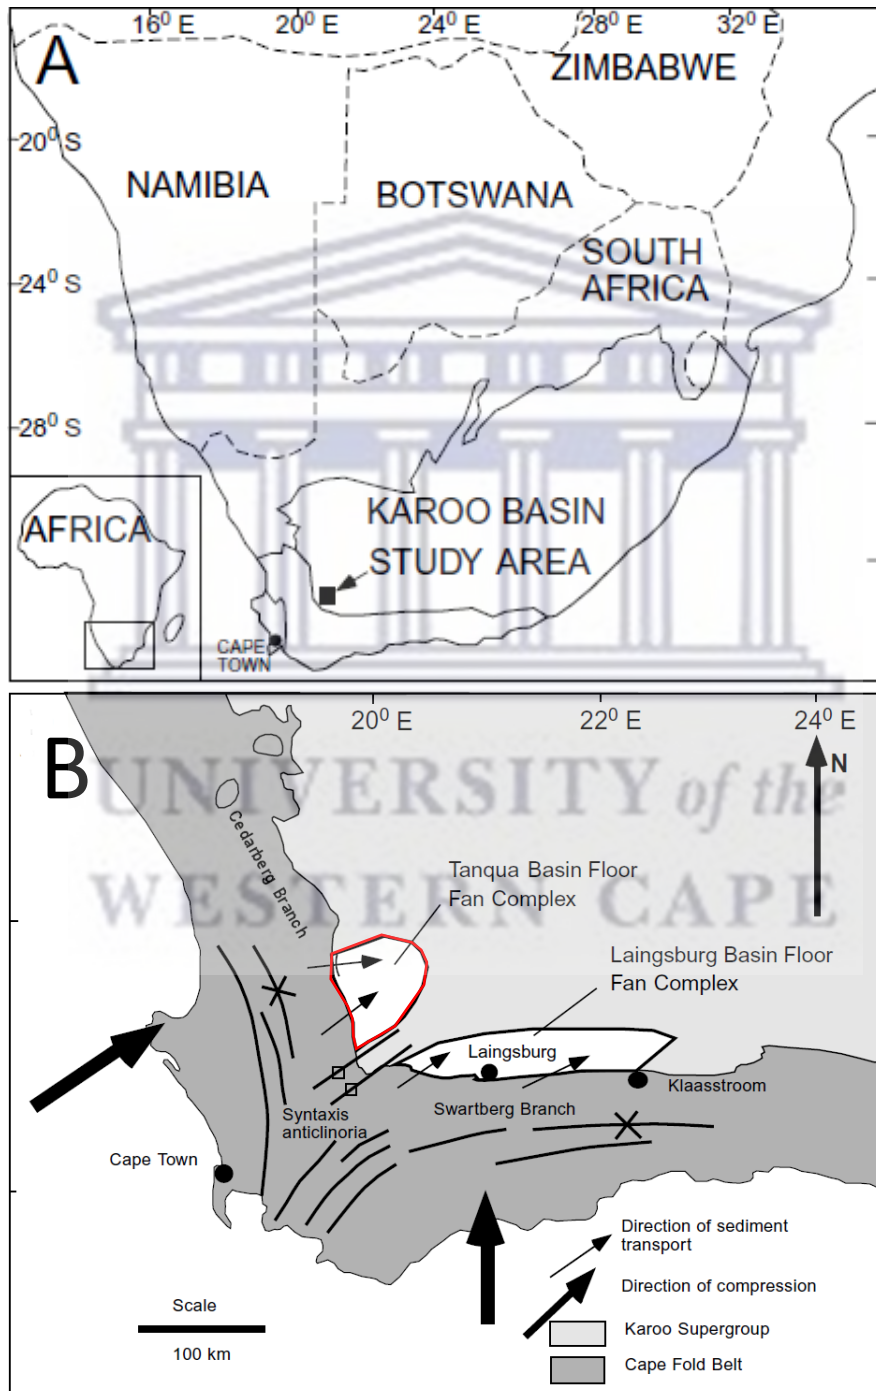 16⁰ E 20⁰ E 24⁰ E 28⁰ E 32⁰ E
A
ZIMBABWE
20⁰ S
NAMIBIA
BOTSWANA
SOUTH
AFRICA
24⁰ S
28⁰ S
KAROO BASIN
STUDY AREA
AFRICA
CAPE
TOWN
20⁰ E 22⁰ E 24⁰ E
B
N
UNIVERSITY of the
WESTERN CAPE
Cedarberg Branch
Tanqua Basin Floor
Fan Complex
Laingsburg Basin Floor
Fan Complex
Laingsburg
Klaasstroom
Syntaxis
anticlinoria
Swartberg Branch
Cape Town
Direction of sediment
transport
Direction of compression
Scale
100 km
Karoo Supergroup
Cape Fold Belt